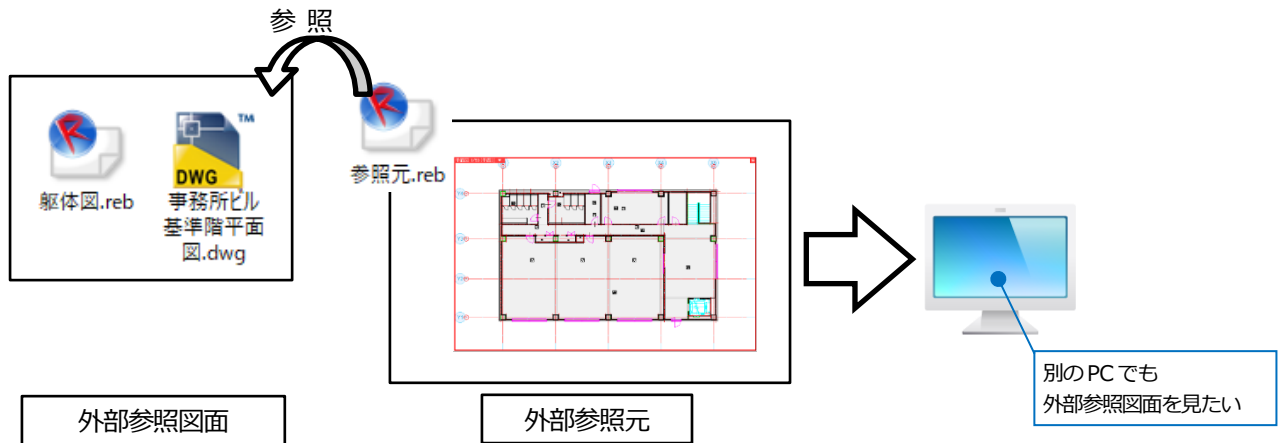 参 照
躯体図.reb
DWG
TM
事務所ビル
基準階平面
図.dwg
参照元.reb
外部参照図面
外部参照元
別のPCでも
外部参照図面を見たい